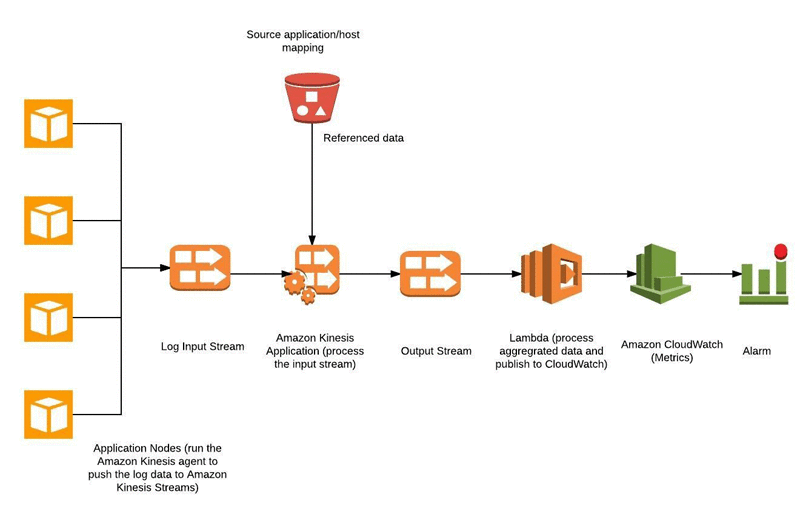 Source application/host
mapping
Referenced data
Log Input Stream
Amazon Kinesis
Application (process
the input stream)
Output Stream
Lambda (process
aggregrated data and
publish to CloudWatch)
Amazon CloudWatch
(Metrics)
Alarm
Application Nodes (run the
Amazon Kinesis agent to
push the log data to Amazon
Kinesis Streams)